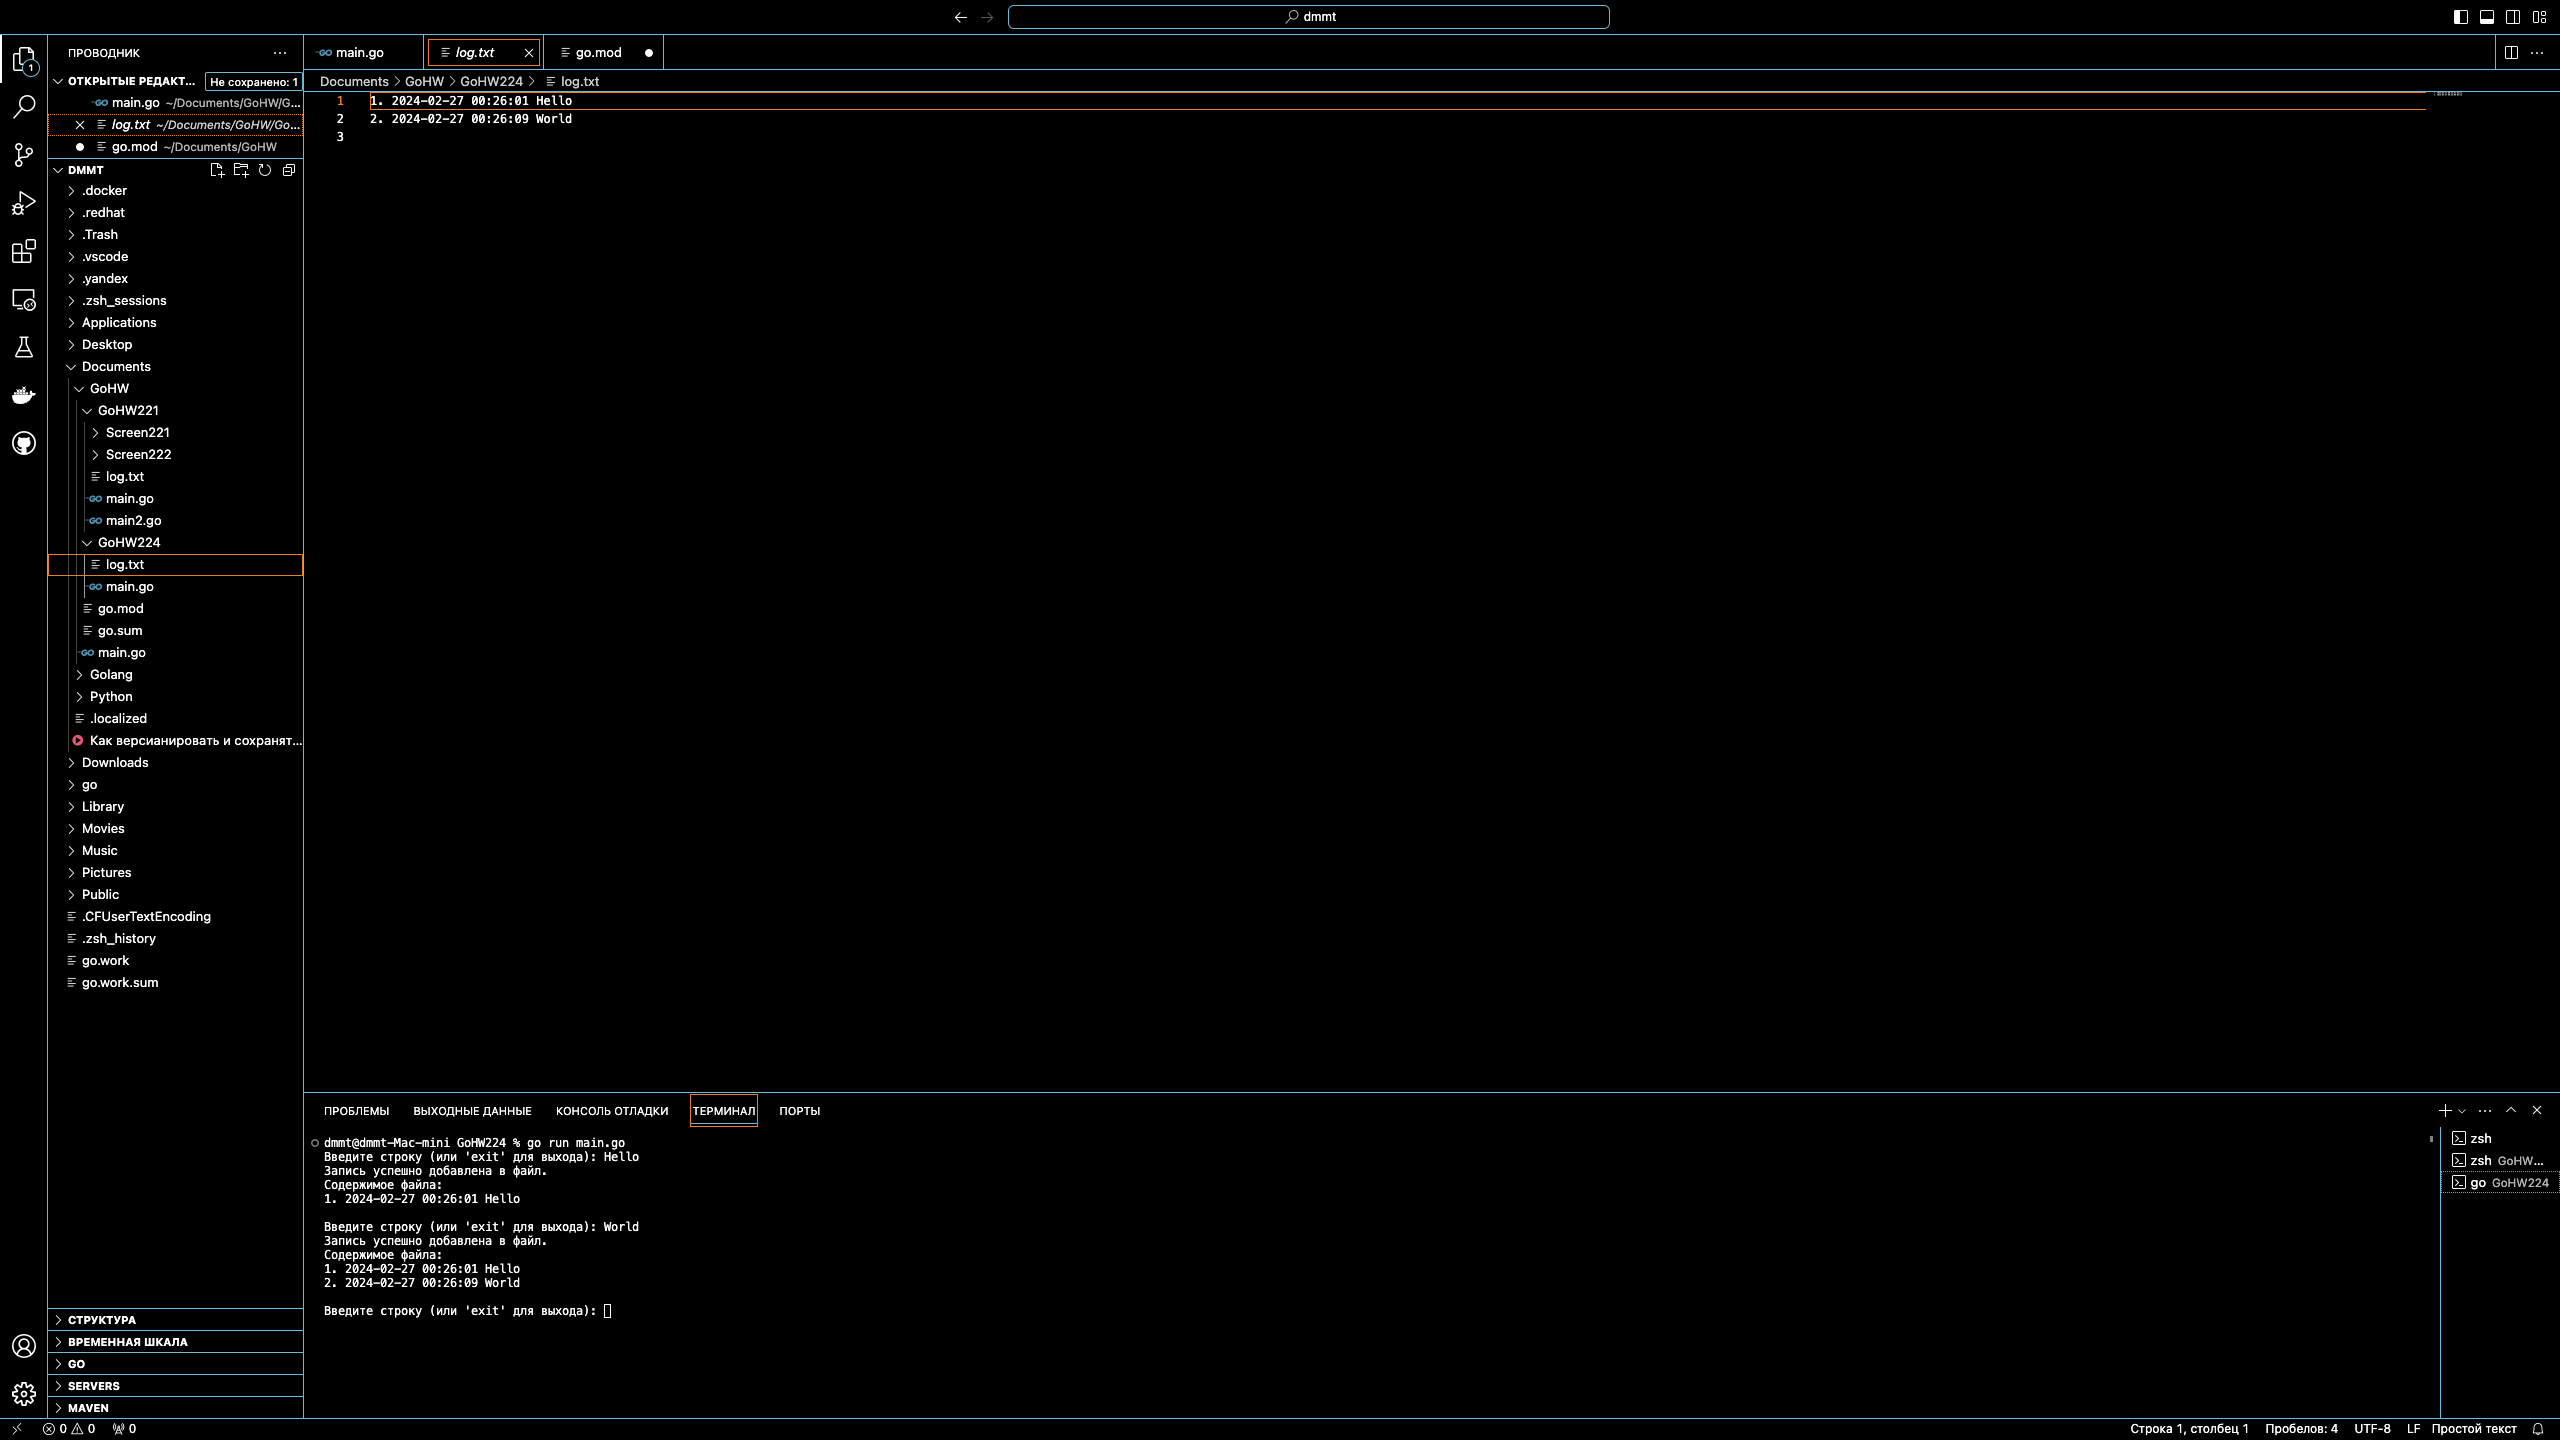 dmmt
ПРОВОДНИК
ОТКРЫТЫЕ РЕДАКТ... Не сохранено: 1
main.go ~/Documents/GoHW/G...
log.txt ~/Documents/GoHW/Go...
go.mod ~/Documents/GoHW
DMMT
.docker
.redhat
.Trash
.vscode
.yandex
.zsh_sessions
Applications
Desktop
Documents
GoHW
GoHW221
Screen221
Screen222
log.txt
main.go
main2.go
GoHW224
log.txt
main.go
go.mod
go.sum
main.go
Golang
Python
.localized
Как версианировать и сохранят...
Downloads
go
Library
Movies
Music
Pictures
Public
.CFUserTextEncoding
.zsh_history
go.work
go.work.sum
СТРУКТУРА
ВРЕМЕННАЯ ШКАЛА
GO
SERVERS
MAVEN
main.go log.txt go.mod
Documents > GoHW > GoHW224 > log.txt
1 1. 2024-02-27 00:26:01 Hello
2 2. 2024-02-27 00:26:09 World
3
ПРОБЛЕМЫ ВЫХОДНЫЕ ДАННЫЕ КОНСОЛЬ ОТЛАДКИ ТЕРМИНАЛ ПОРТЫ
dmmt@dmmt-Mac-mini GoHW224 % go run main.go
Введите строку (или 'exit' для выхода): Hello
Запись успешно добавлена в файл.
Содержимое файла:
1. 2024-02-27 00:26:01 Hello
Введите строку (или 'exit' для выхода): World
Запись успешно добавлена в файл.
Содержимое файла:
1. 2024-02-27 00:26:01 Hello
2. 2024-02-27 00:26:09 World
Введите строку (или 'exit' для выхода):
zsh
zsh GoHW...
go GoHW224
1
0 0 0
Строка 1, столбец 1 Пробелов: 4 UTF-8 LF Простой текст